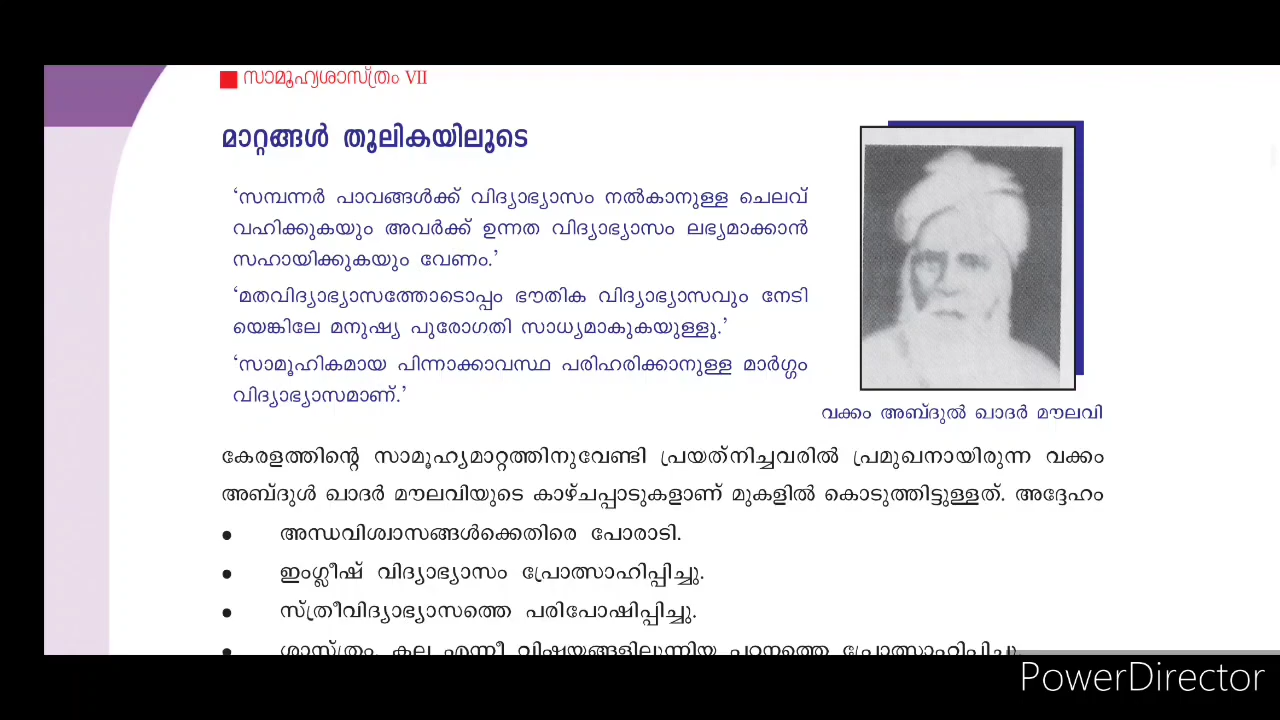 സാമൂഹ്യശാസ്ത്രം VII
മാറ്റങ്ങൾ തൂലികയിലൂടെ
‘സമ്പന്നർ പാവങ്ങൾക്ക് വിദ്യാഭ്യാസം നൽകാനുള്ള ചെലവ്
വഹിക്കുകയും അവർക്ക് ഉന്നത വിദ്യാഭ്യാസം ലഭ്യമാക്കാൻ
സഹായിക്കുകയും വേണം.’
‘മതവിദ്യാഭ്യാസത്തോടൊപ്പം ഭൗതിക വിദ്യാഭ്യാസവും നേടി
യെങ്കിലേ മനുഷ്യ പുരോഗതി സാധ്യമാകുകയുള്ളൂ.’
‘സാമൂഹികമായ പിന്നാക്കാവസ്ഥ പരിഹരിക്കാനുള്ള മാർഗ്ഗം
വിദ്യാഭ്യാസമാണ്.’
വക്കം അബ്ദുൽ ഖാദർ മൗലവി
കേരളത്തിന്റെ സാമൂഹ്യമാറ്റത്തിനുവേണ്ടി പ്രയത്നിച്ചവരിൽ പ്രമുഖനായിരുന്ന വക്കം
അബ്ദുൾ ഖാദർ മൗലവിയുടെ കാഴ്ചപ്പാടുകളാണ് മുകളിൽ കൊടുത്തിട്ടുള്ളത്. അദ്ദേഹം
• അന്ധവിശ്വാസങ്ങൾക്കെതിരെ പോരാടി.
• ഇംഗ്ലീഷ് വിദ്യാഭ്യാസം പ്രോത്സാഹിപ്പിച്ചു.
• സ്ത്രീവിദ്യാഭ്യാസത്തെ പരിപോഷിപ്പിച്ചു.
• ശാസ്ത്രം, കല എന്നീ വിഷയങ്ങളിലൂന്നിയ പഠനത്തെ പ്രോത്സാഹിപ്പിച്ചു
PowerDirector